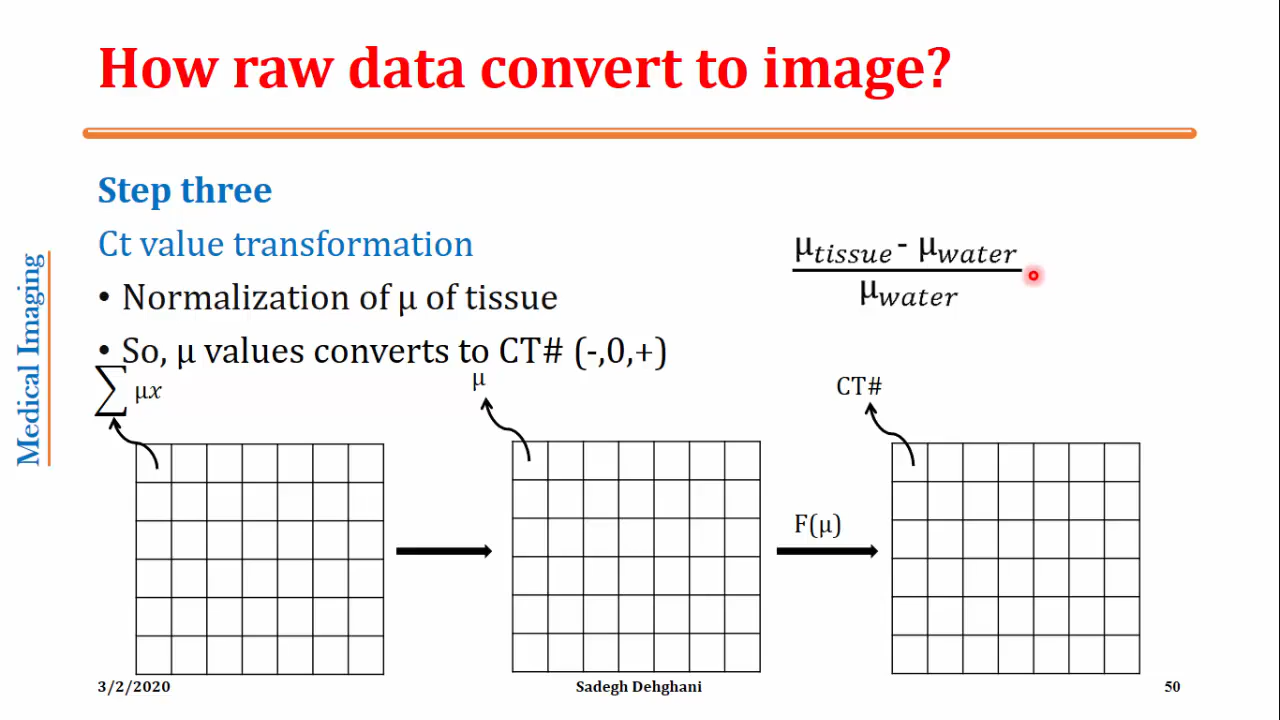 How raw data convert to image?
Medical Imaging
Step three
Ct value transformation
• Normalization of μ of tissue
• So, μ values converts to CT# (-,0,+)
μtissue - μwater
μwater
∑ μx
μ
CT#
F(μ)
3/2/2020
Sadegh Dehghani
50